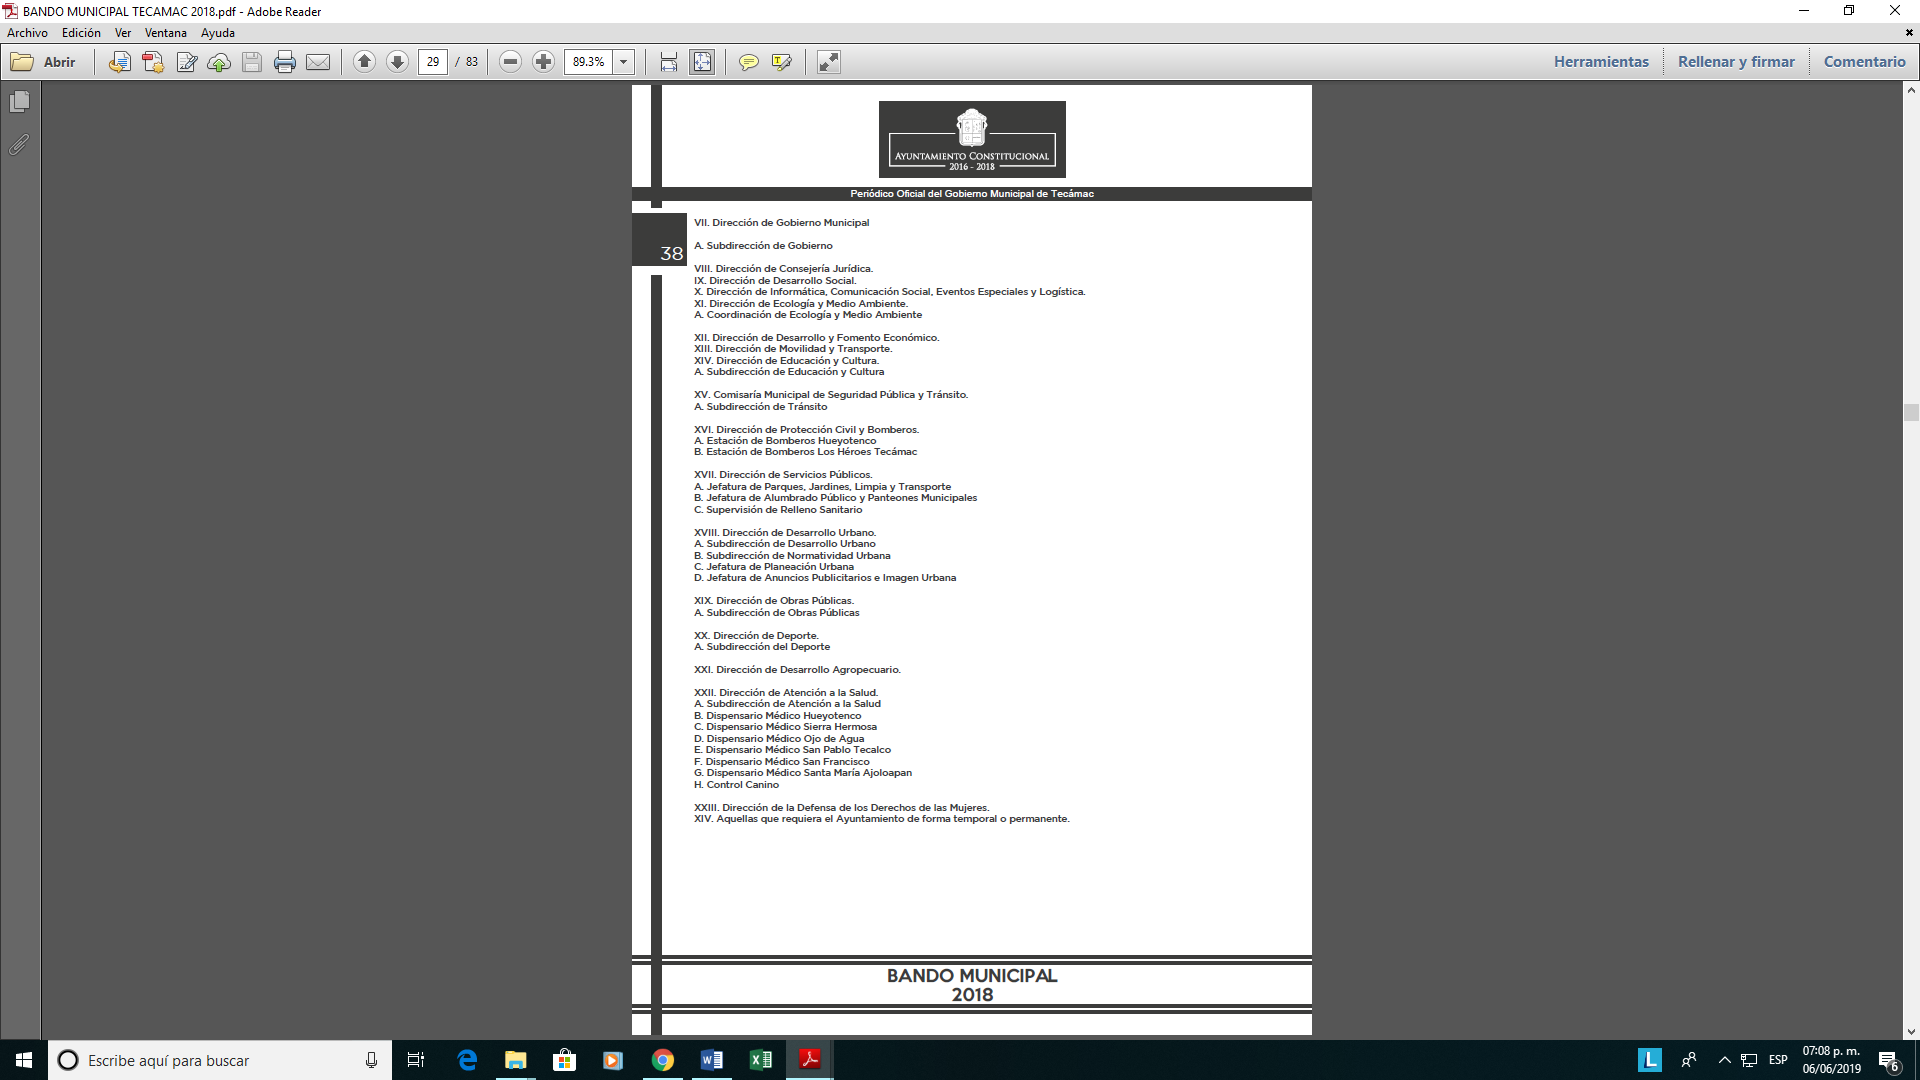 BANDO MUNICIPAL TECAMAC 2018.pdf - Adobe Reader
Archivo Edición Ver Ventana Ayuda
Abrir 29 / 83 89.3% Herramientas Rellenar y firmar Comentario
AYUNTAMIENTO CONSTITUCIONAL
2016 - 2018
Periódico Oficial del Gobierno Municipal de Tecámac
38
VII. Dirección de Gobierno Municipal
A. Subdirección de Gobierno
VIII. Dirección de Consejería Jurídica.
IX. Dirección de Desarrollo Social.
X. Dirección de Informática, Comunicación Social, Eventos Especiales y Logística.
XI. Dirección de Ecología y Medio Ambiente.
A. Coordinación de Ecología y Medio Ambiente
XII. Dirección de Desarrollo y Fomento Económico.
XIII. Dirección de Movilidad y Transporte.
XIV. Dirección de Educación y Cultura.
A. Subdirección de Educación y Cultura
XV. Comisaría Municipal de Seguridad Pública y Tránsito.
A. Subdirección de Tránsito
XVI. Dirección de Protección Civil y Bomberos.
A. Estación de Bomberos Hueyotenco
B. Estación de Bomberos Los Héroes Tecámac
XVII. Dirección de Servicios Públicos.
A. Jefatura de Parques, Jardines, Limpia y Transporte
B. Jefatura de Alumbrado Público y Panteones Municipales
C. Supervisión de Relleno Sanitario
XVIII. Dirección de Desarrollo Urbano.
A. Subdirección de Desarrollo Urbano
B. Subdirección de Normatividad Urbana
C. Jefatura de Planeación Urbana
D. Jefatura de Anuncios Publicitarios e Imagen Urbana
XIX. Dirección de Obras Públicas.
A. Subdirección de Obras Públicas
XX. Dirección de Deporte.
A. Subdirección del Deporte
XXI. Dirección de Desarrollo Agropecuario.
XXII. Dirección de Atención a la Salud.
A. Subdirección de Atención a la Salud
B. Dispensario Médico Hueyotenco
C. Dispensario Médico Sierra Hermosa
D. Dispensario Médico Ojo de Agua
E. Dispensario Médico San Pablo Tecalco
F. Dispensario Médico San Francisco
G. Dispensario Médico Santa María Ajoloapan
H. Control Canino
XXIII. Dirección de la Defensa de los Derechos de las Mujeres.
XIV. Aquellas que requiera el Ayuntamiento de forma temporal o permanente.
BANDO MUNICIPAL
2018
Escribe aquí para buscar
L ESP 07:08 p. m.
06/06/2019 6